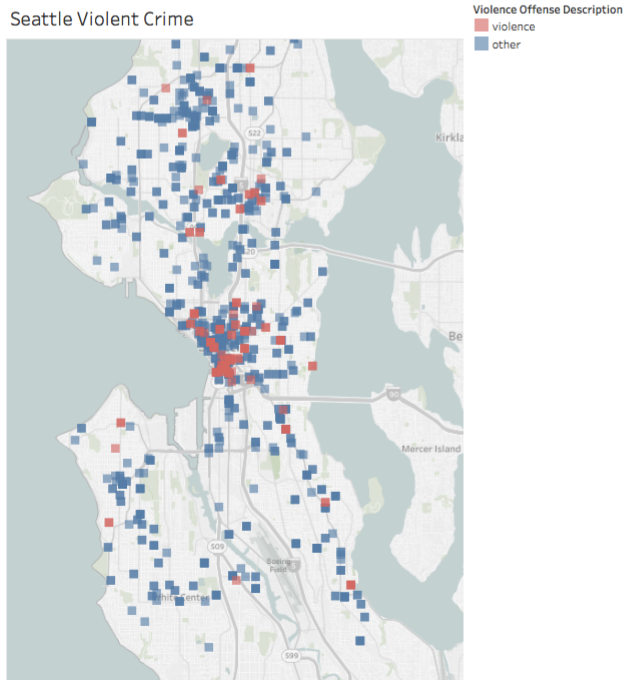 Seattle Violent Crime
Violence Offense Description
violence
other
522
Kirkla
20
Be
90
Mercer Island
509
Boeing
Field
White Center
599